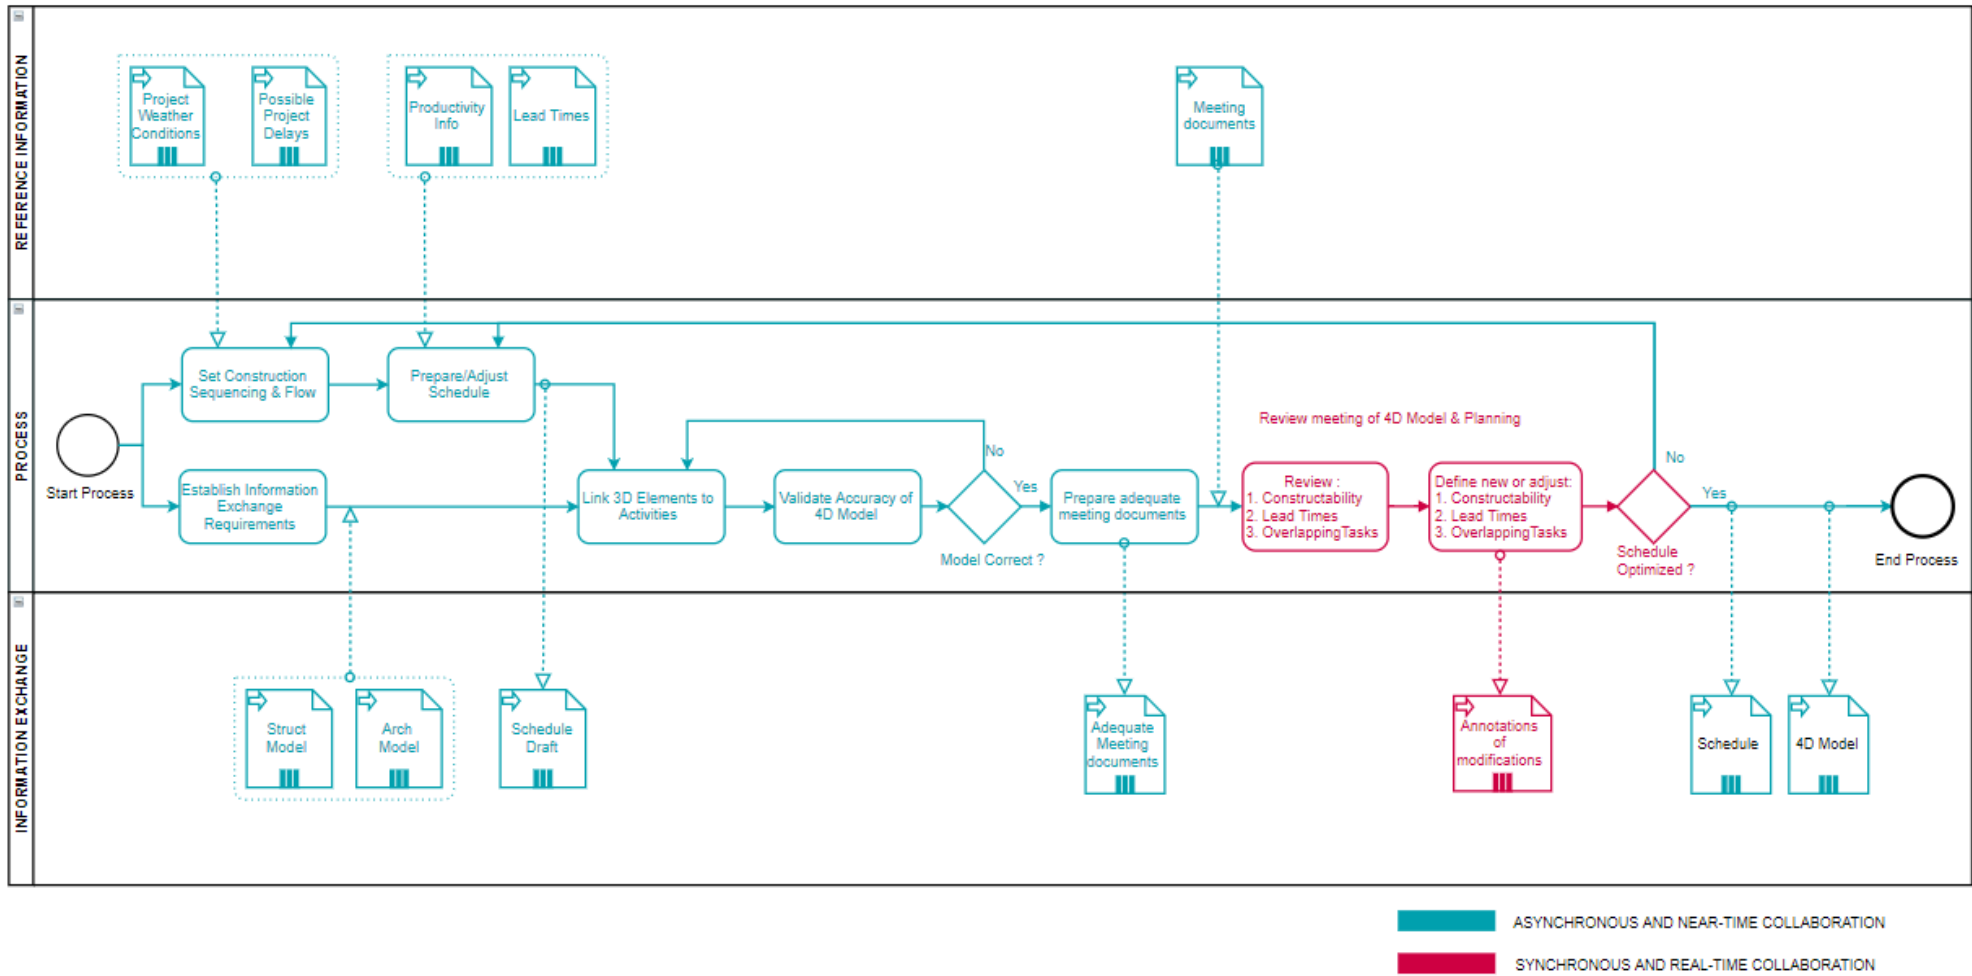 REFERENCE INFORMATION
Project
Weather
Conditions
Possible
Project
Delays
Productivity
Info
Lead Times
Meeting
documents
PROCESS
Start Process
Set Construction
Sequencing & Flow
Prepare/Adjust
Schedule
Establish Information
Exchange
Requirements
Link 3D Elements to
Activities
Validate Accuracy of
4D Model
No
Yes
Model Correct ?
Prepare adequate
meeting documents
Review meeting of 4D Model & Planning
Review :
1. Constructability
2. Lead Times
3. OverlappingTasks
Define new or adjust:
1. Constructability
2. Lead Times
3. OverlappingTasks
No
Yes
Schedule
Optimized ?
End Process
INFORMATION EXCHANGE
Struct
Model
Arch
Model
Schedule
Draft
Adequate
Meeting
documents
Annotations
of
modifications
Schedule
4D Model
ASYNCHRONOUS AND NEAR-TIME COLLABORATION
SYNCHRONOUS AND REAL-TIME COLLABORATION